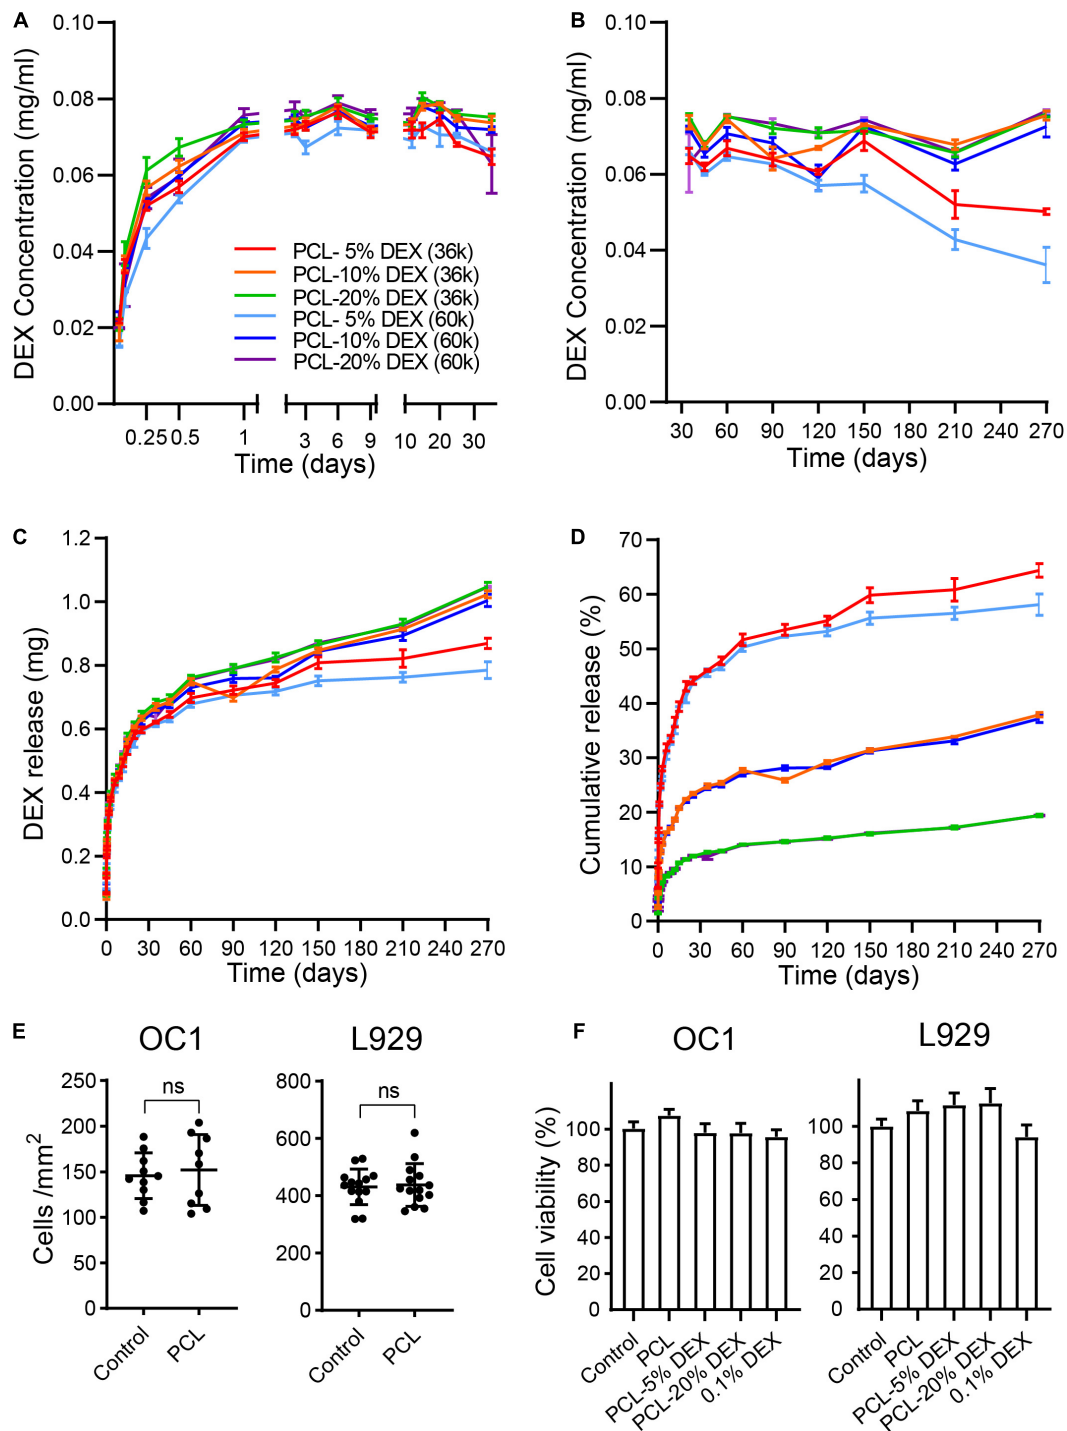 A
DEX Concentration (mg/ml)
0.10
0.08
0.06
0.04
0.02
0.00
PCL- 5% DEX (36k)
PCL-10% DEX (36k)
PCL-20% DEX (36k)
PCL- 5% DEX (60k)
PCL-10% DEX (60k)
PCL-20% DEX (60k)
0.25 0.5 1 3 6 9 10 20 30
Time (days)
B
DEX Concentration (mg/ml)
0.10
0.08
0.06
0.04
0.02
0.00
30 60 90 120 150 180 210 240 270
Time (days)
C
DEX release (mg)
1.2
1.0
0.8
0.6
0.4
0.2
0.0
0 30 60 90 120 150 180 210 240 270
Time (days)
D
Cumulative release (%)
70
60
50
40
30
20
10
0
0 30 60 90 120 150 180 210 240 270
Time (days)
E
OC1
Cells /mm2
250
200
150
100
50
0
ns
Control PCL
L929
800
600
400
200
0
ns
Control PCL
F
OC1
Cell viability (%)
100
80
60
40
20
0
Control PCL PCL-5% DEX PCL-20% DEX 0.1% DEX
L929
100
80
60
40
20
0
Control PCL PCL-5% DEX PCL-20% DEX 0.1% DEX